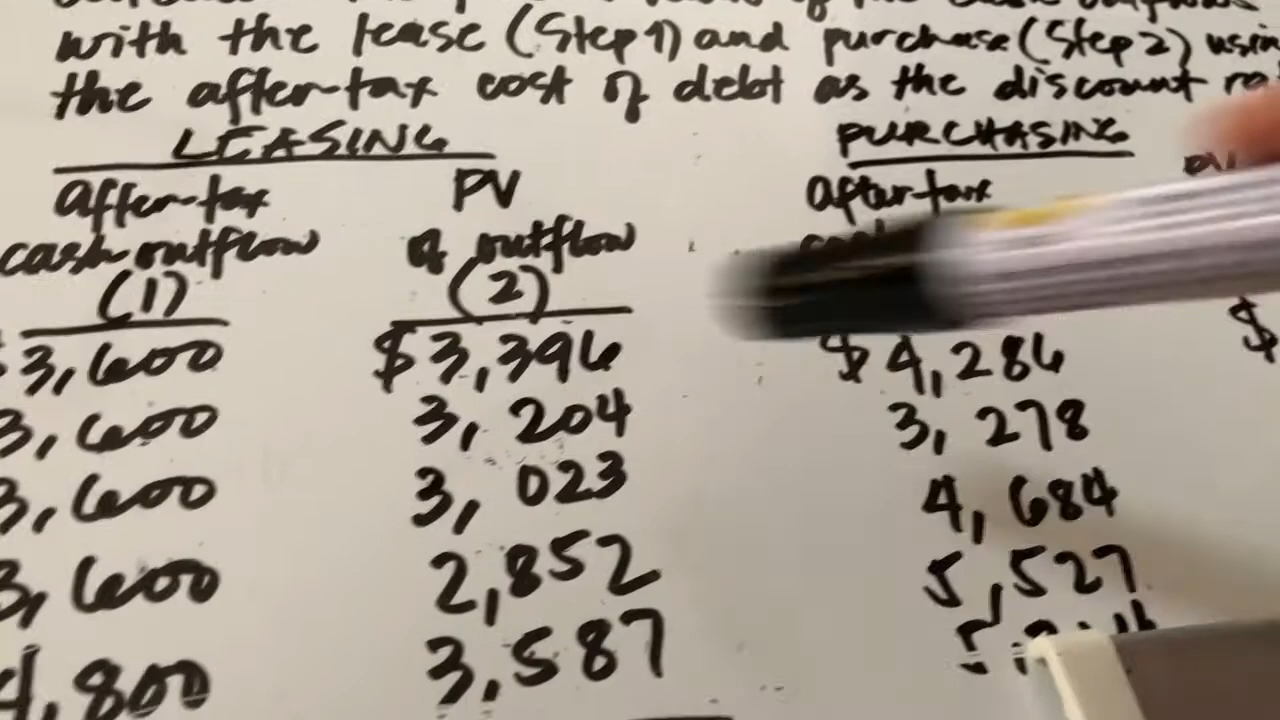 with the lease (Step 1) and purchase (Step 2)
the after-tax cost of debt as the discount
LEASING PURCHASING
after-tax PV after-tax
cash outflow of outflow
(1) (2)
3,600 $3,396 $4,286 $
3,600 3,204 3,278
3,600 3,023 4,684
3,600 2,852 5,527
4,800 3,587